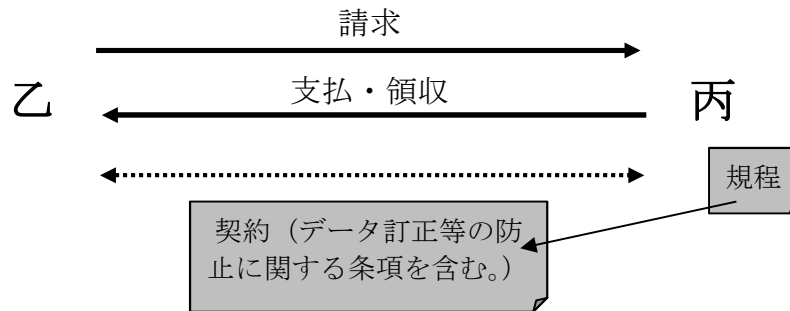 請求
乙
支払・領収
丙
規程
契約（データ訂正等の防
止に関する条項を含む。）